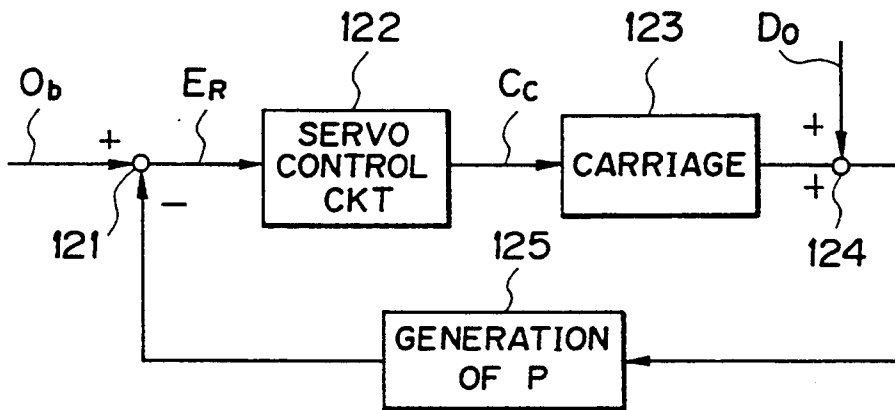 122
123
Do
Ob
ER
Cc
+
SERVO
CONTROL
CKT
CARRIAGE
+
+
−
121
124
125
GENERATION
OF P